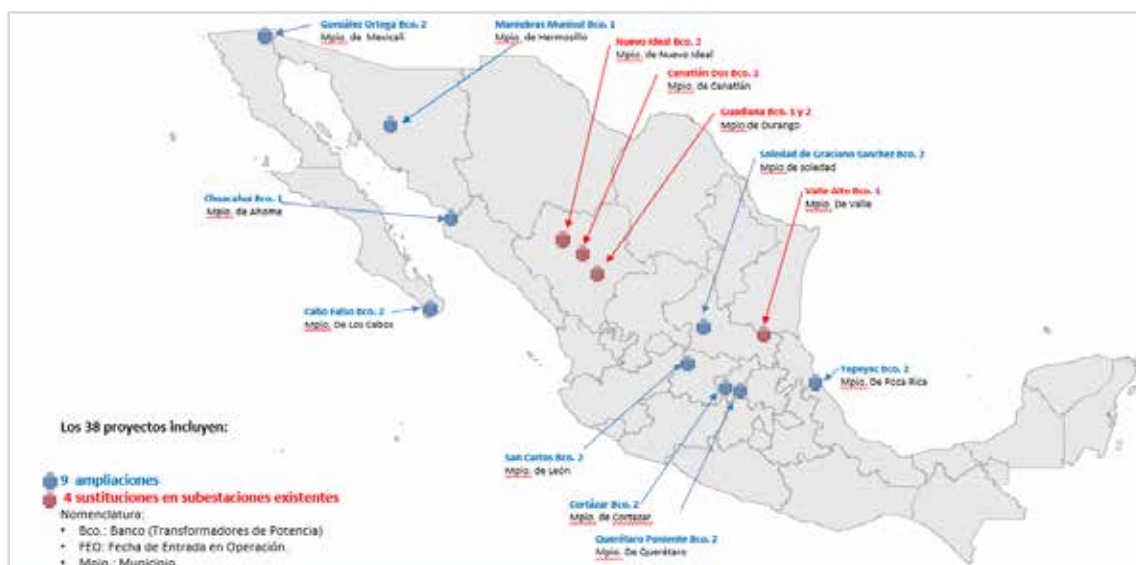 González Ortega Bco. 2
Mpio. de Mexicali
Maniobras Munisol Bco. 1
Mpio. de Hermosillo
Nuevo Ideal Bco. 2
Mpio. de Nuevo Ideal
Canatlán Dos Bco. 2
Mpio. de Canatlán
Guadiana Bco. 1 y 2
Mpio de Durango
Soledad de Graciano Sanchez Bco. 2
Mpio de soledad
Valle Alto Bco. 1
Mpio. De Valle
Bco. 1
Mpio. de Ahome
Cabo Falso Bco. 2
Mpio. De Los Cabos
Tepeyac Bco. 2
Mpio. De Poza Rica
Los 38 proyectos incluyen:
San Carlos Bco. 2
Mpio. de León
9 ampliaciones
4 sustituciones en subestaciones existentes
Cortázar Bco. 2
Mpio. de Cortazar
Nomenclatura:
• Bco.: Banco (Transformadores de Potencia)
Querétaro Poniente Bco. 2
Mpio. De Querétaro
• FEO: Fecha de Entrada en Operación.
• Mpio.: Municipio.